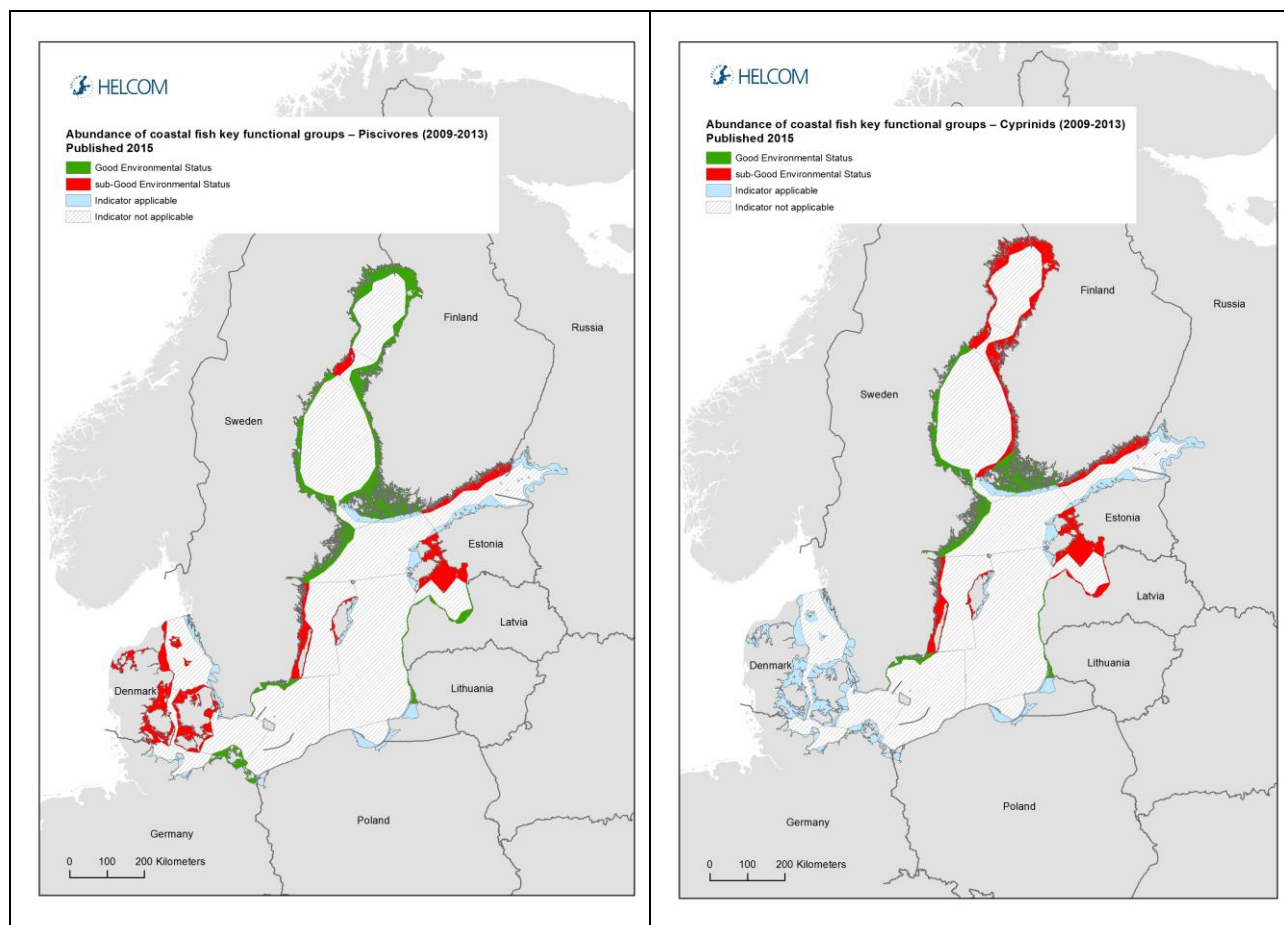 HELCOM
Abundance of coastal fish key functional groups – Piscivores (2009-2013)
Published 2015
Good Environmental Status
sub-Good Environmental Status
Indicator applicable
Indicator not applicable
Finland
Russia
Sweden
Estonia
Latvia
Denmark
Lithuania
Poland
Germany
0 100 200 Kilometers
HELCOM
Abundance of coastal fish key functional groups – Cyprinids (2009-2013)
Published 2015
Good Environmental Status
sub-Good Environmental Status
Indicator applicable
Indicator not applicable
Finland
Russia
Sweden
Estonia
Latvia
Denmark
Lithuania
Poland
Germany
0 100 200 Kilometers